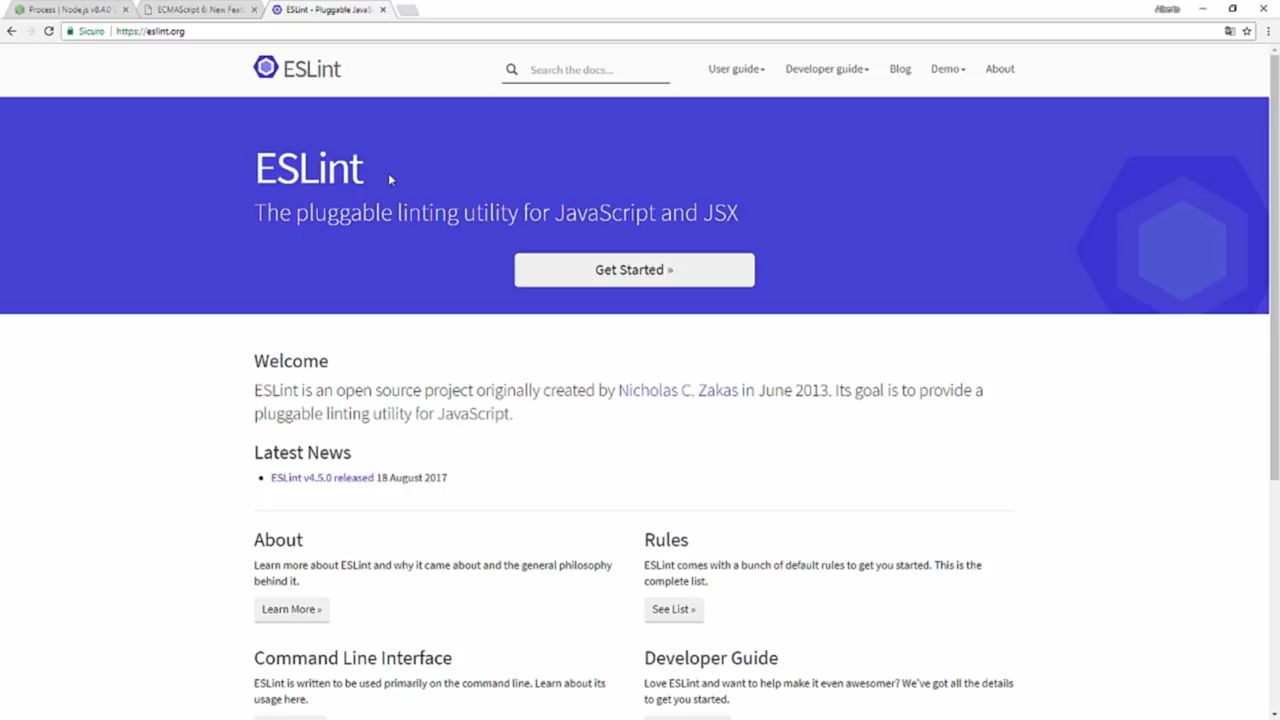 Process | Node.js v8.4.0
ECMAScript 6: New Feat
ESLint - Pluggable JavaS
Sicuro
https://eslint.org
ESLint
Search the docs...
User guide
Developer guide
Blog
Demo
About
ESLint
The pluggable linting utility for JavaScript and JSX
Get Started »
Welcome
ESLint is an open source project originally created by Nicholas C. Zakas in June 2013. Its goal is to provide a
pluggable linting utility for JavaScript.
Latest News
• ESLint v4.5.0 released 18 August 2017
About
Learn more about ESLint and why it came about and the general philosophy
behind it.
Learn More »
Rules
ESLint comes with a bunch of default rules to get you started. This is the
complete list.
See List »
Command Line Interface
ESLint is written to be used primarily on the command line. Learn about its
usage here.
Developer Guide
Love ESLint and want to help make it even awesomer? We've got all the details
to get you started.